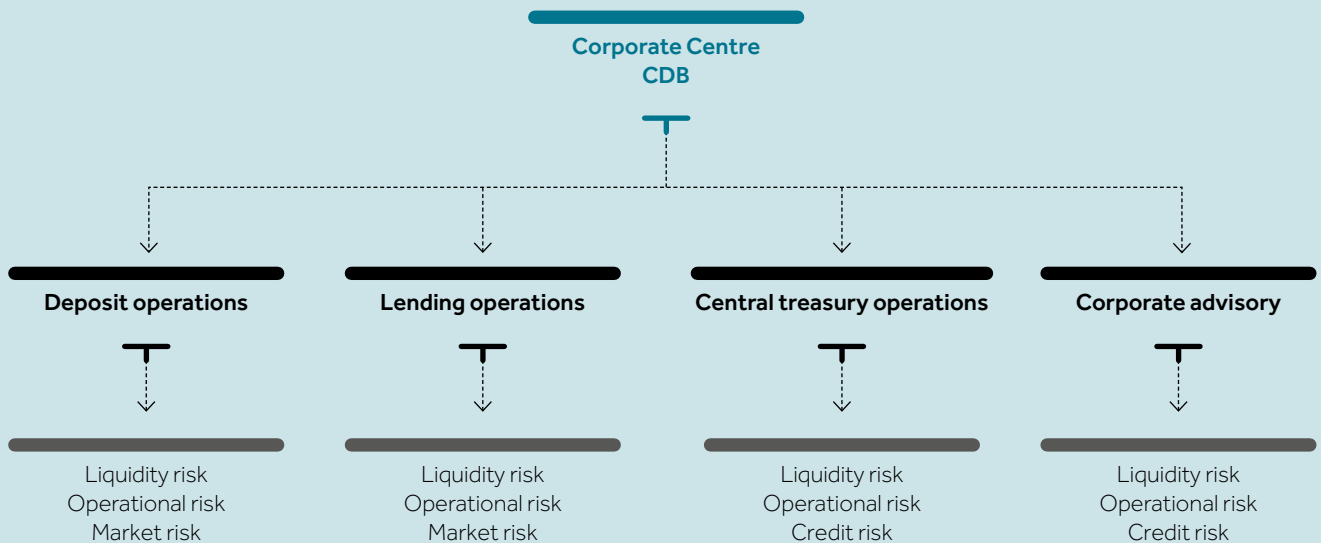 Corporate Centre
CDB
Deposit operations
Lending operations
Central treasury operations
Corporate advisory
Liquidity risk
Operational risk
Market risk
Liquidity risk
Operational risk
Market risk
Liquidity risk
Operational risk
Credit risk
Liquidity risk
Operational risk
Credit risk